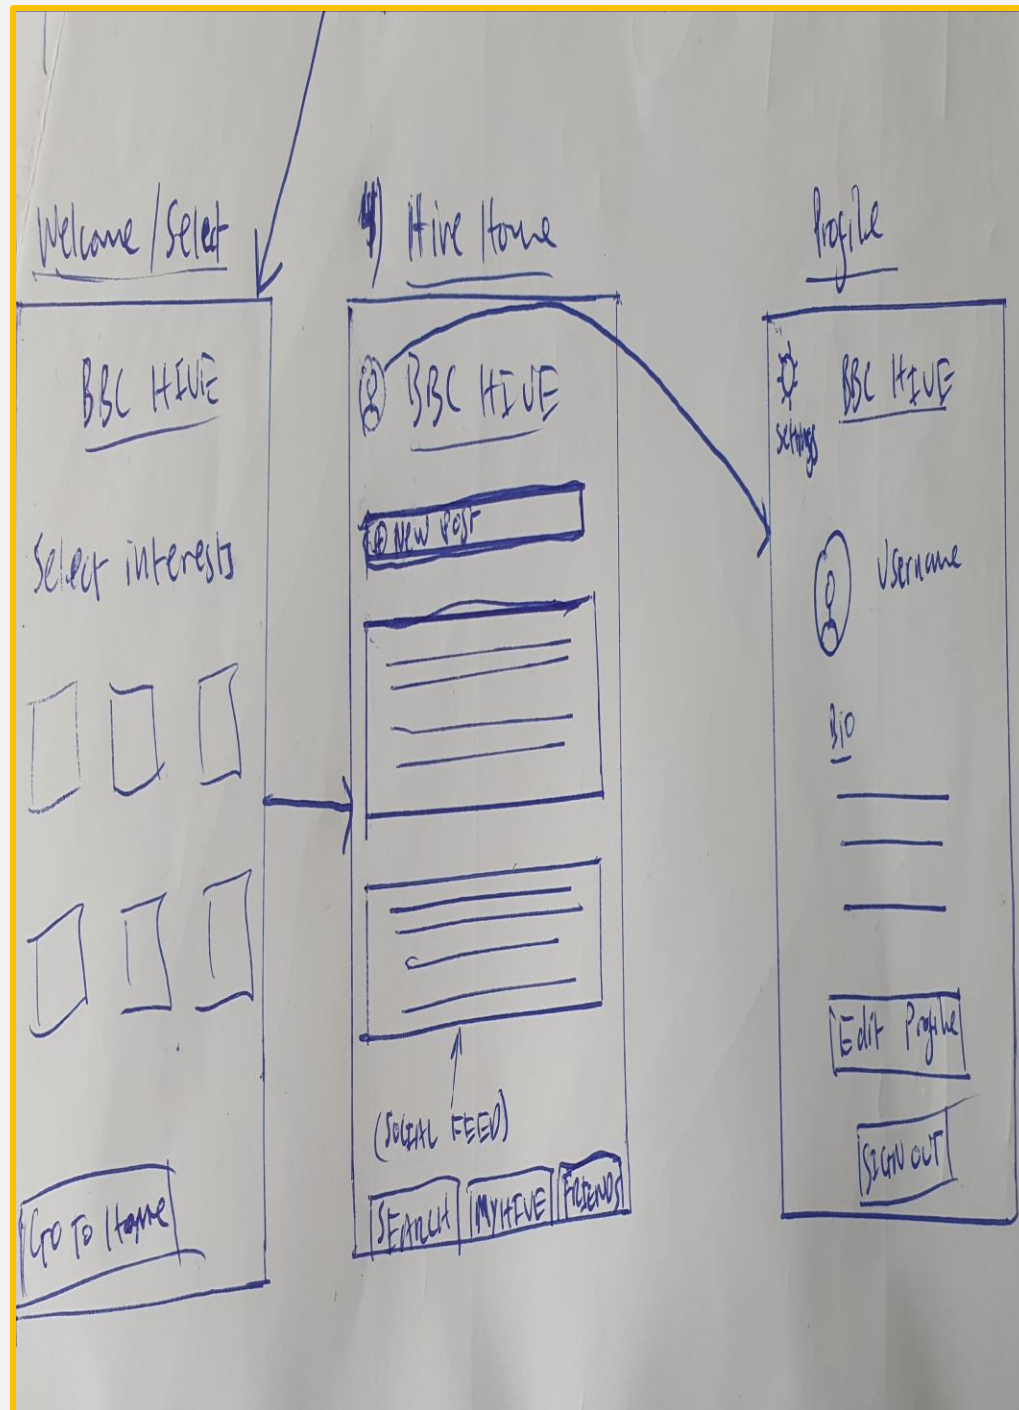 Welcome / Select
BBC HIVE
Select interests
Go To Home
4) Hive Home
BBC HIVE
⊕ NEW POST
(SOCIAL FEED)
SEARCH
MYHIVE
FRIENDS
Profile
Settings
BBC HIVE
Username
Bio
Edit Profile
SIGN OUT